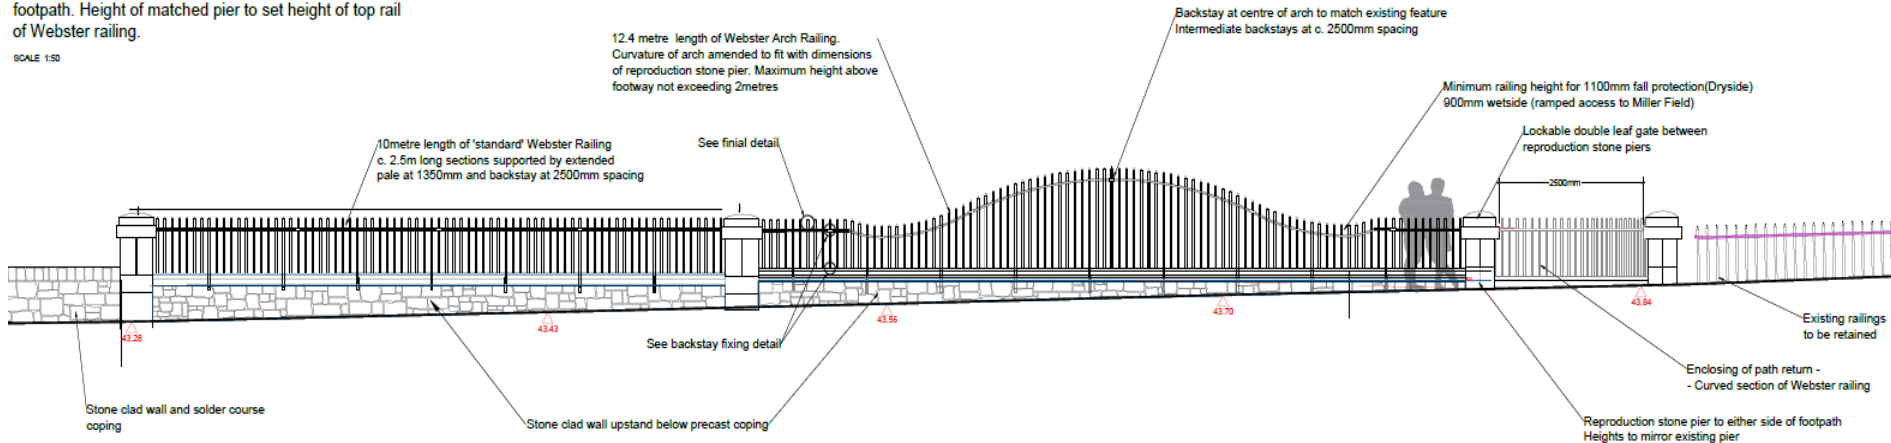 footpath. Height of matched pier to set height of top rail
of Webster railing.
SCALE 1:50
12.4 metre length of Webster Arch Railing.
Curvature of arch amended to fit with dimensions
of reproduction stone pier. Maximum height above
footway not exceeding 2metres
Backstay at centre of arch to match existing feature
Intermediate backstays at c. 2500mm spacing
Minimum railing height for 1100mm fall protection(Dryside)
900mm wetside (ramped access to Miller Field)
Lockable double leaf gate between
reproduction stone piers
10metre length of 'standard' Webster Railing
c. 2.5m long sections supported by extended
pale at 1350mm and backstay at 2500mm spacing
See finial detail
2500mm
43.28
43.43
43.56
43.70
43.84
See backstay fixing detail
Existing railings
to be retained
Enclosing of path return -
- Curved section of Webster railing
Stone clad wall and solder course
coping
Stone clad wall upstand below precast coping
Reproduction stone pier to either side of footpath
Heights to mirror existing pier